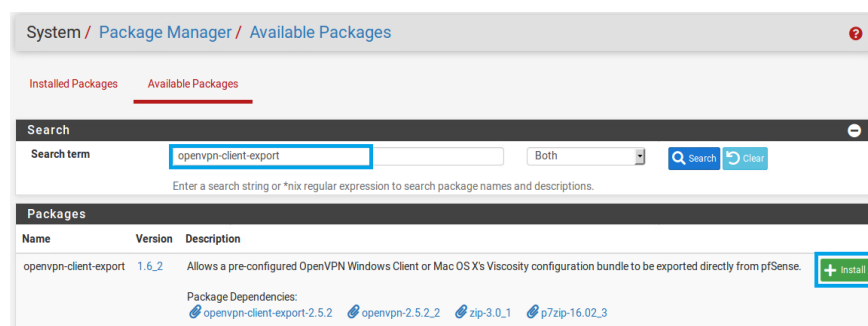 System / Package Manager / Available Packages
Installed Packages Available Packages
Search
Search term openvpn-client-export Both Search Clear
Enter a search string or *nix regular expression to search package names and descriptions.
Packages
Name Version Description
openvpn-client-export 1.6_2 Allows a pre-configured OpenVPN Windows Client or Mac OS X's Viscosity configuration bundle to be exported directly from pfSense. Install
Package Dependencies:
openvpn-client-export-2.5.2 openvpn-2.5.2_2 zip-3.0_1 p7zip-16.02_3